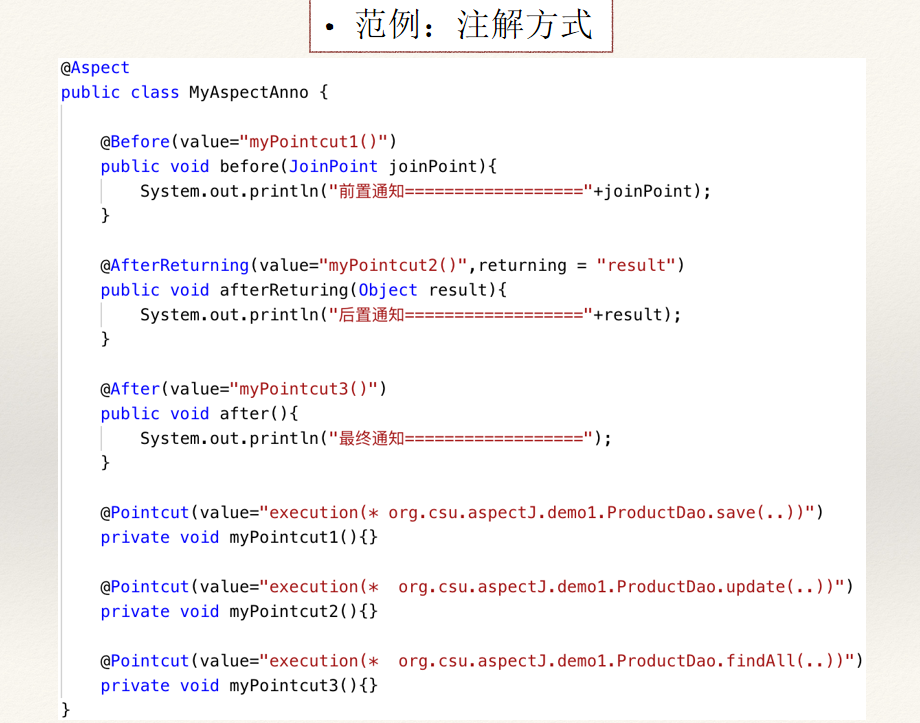 • 范例：注解方式
@Aspect
public class MyAspectAnno {
@Before(value="myPointcut1()")
public void before(JoinPoint joinPoint){
System.out.println("前置通知=================="+joinPoint);
}
@AfterReturning(value="myPointcut2()",returning = "result")
public void afterReturing(Object result){
System.out.println("后置通知=================="+result);
}
@After(value="myPointcut3()")
public void after(){
System.out.println("最终通知==================");
}
@Pointcut(value="execution(* org.csu.aspectJ.demo1.ProductDao.save(..))")
private void myPointcut1(){}
@Pointcut(value="execution(*  org.csu.aspectJ.demo1.ProductDao.update(..))")
private void myPointcut2(){}
@Pointcut(value="execution(*  org.csu.aspectJ.demo1.ProductDao.findAll(..))")
private void myPointcut3(){}
}